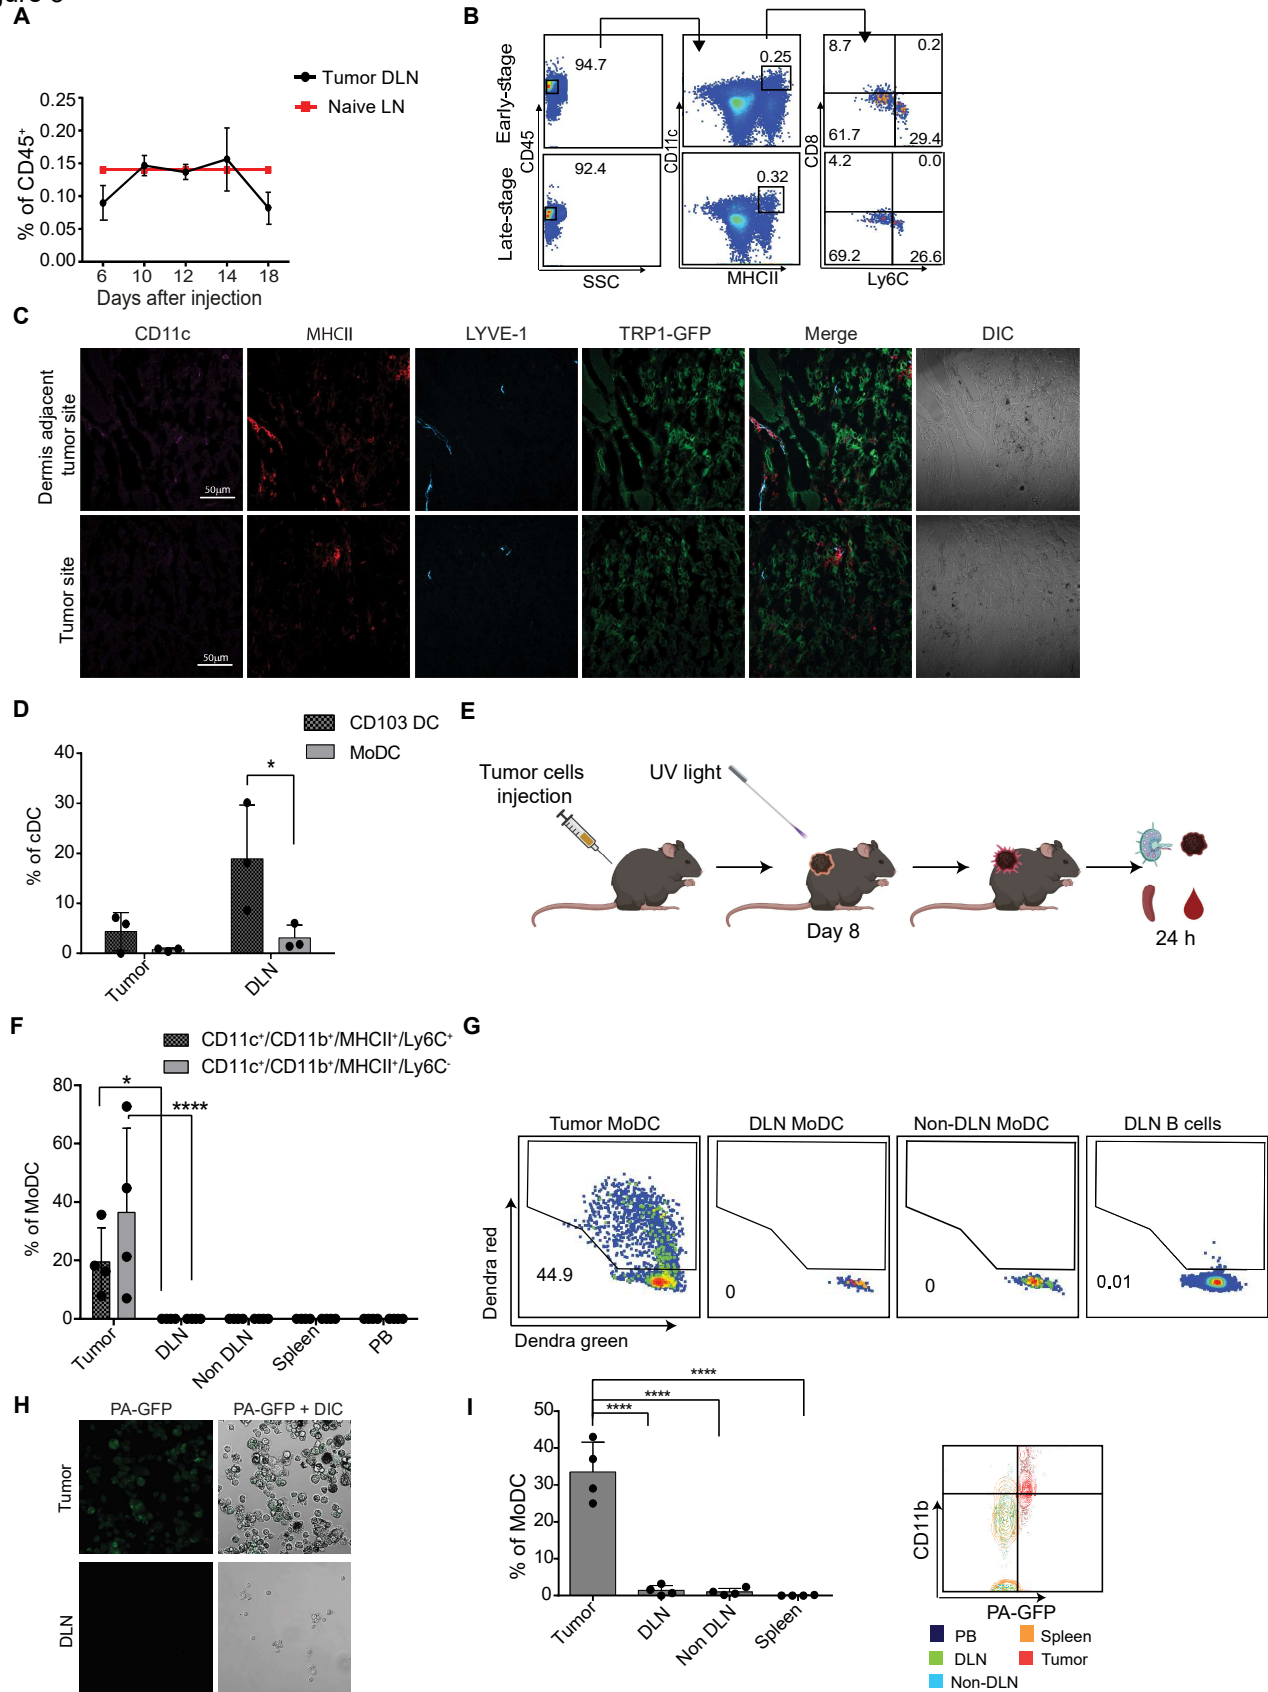 A
Tumor DLN
Naive LN
% of CD45⁺
0.25
0.20
0.15
0.10
0.05
0.00
6 10 12 14 18
Days after injection
B
Early-stage
Late-stage
CD45
94.7
92.4
SSC
CD11c
0.25
0.32
MHCII
CD8
8.7 0.2
61.7 29.4
4.2 0.0
69.2 26.6
Ly6C
C
CD11c MHCII LYVE-1 TRP1-GFP Merge DIC
Dermis adjacent
tumor site
50μm
Tumor site
50μm
D
CD103 DC
MoDC
% of cDC
40
30
20
10
0
*
Tumor DLN
E
Tumor cells
injection
UV light
Day 8
24 h
F
CD11c⁺/CD11b⁺/MHCII⁺/Ly6C⁺
CD11c⁺/CD11b⁺/MHCII⁺/Ly6C⁻
% of MoDC
80
60
40
20
0
*
****
Tumor DLN Non DLN Spleen PB
G
Tumor MoDC DLN MoDC Non-DLN MoDC DLN B cells
Dendra red
44.9 0 0 0.01
Dendra green
H
PA-GFP PA-GFP + DIC
Tumor
DLN
I
% of MoDC
50
40
30
20
10
0
****
****
****
Tumor DLN Non DLN Spleen
CD11b
PA-GFP
PB Spleen
DLN Tumor
Non-DLN